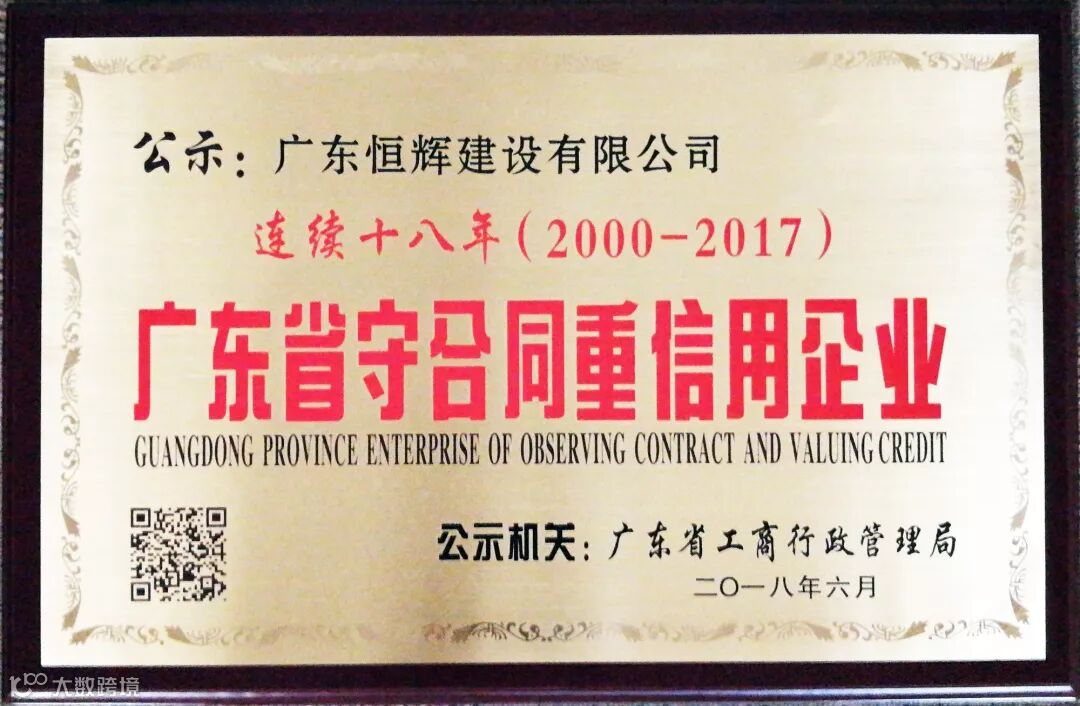 公示：广东恒辉建设有限公司
连续十八年（2000-2017）
广东省守合同重信用企业
GUANGDONG PROVINCE ENTERPRISE OF OBSERVING CONTRACT AND VALUING CREDIT
公示机关：广东省工商行政管理局
二〇一八年六月
大数跨境